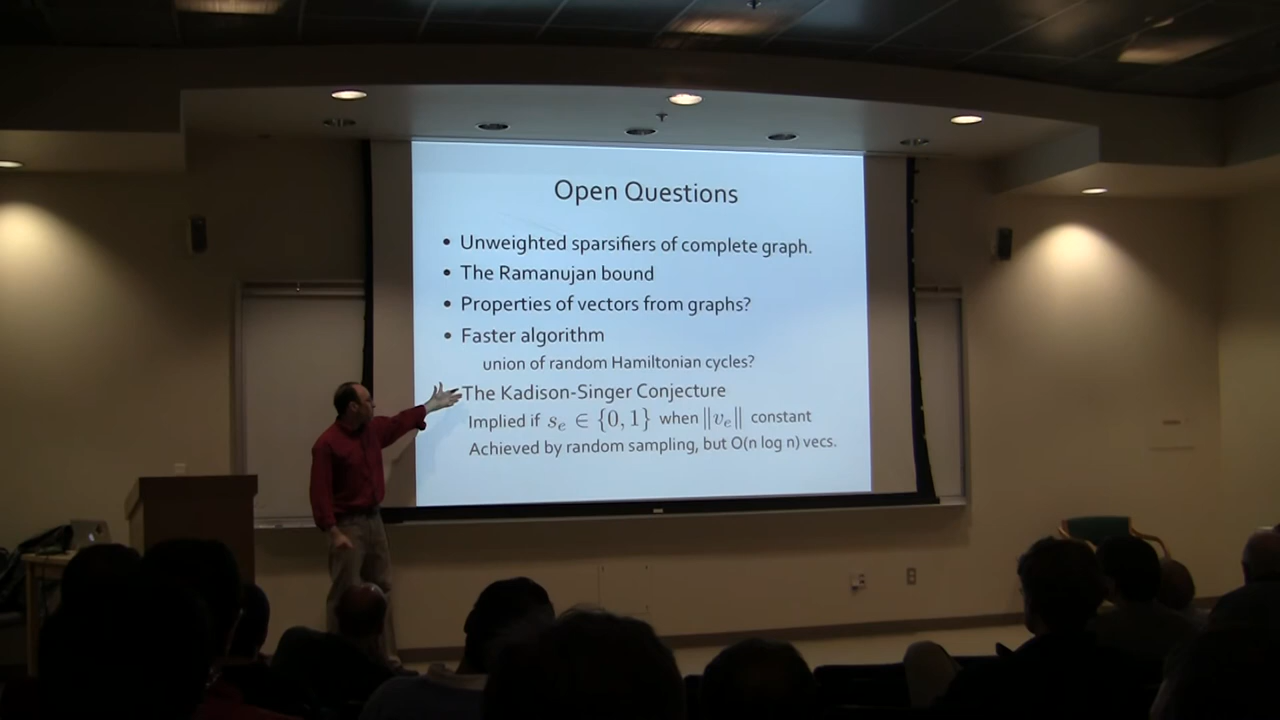 Open Questions
• Unweighted sparsifiers of complete graph.
• The Ramanujan bound
• Properties of vectors from graphs?
• Faster algorithm
union of random Hamiltonian cycles?
The Kadison-Singer Conjecture
Implied if $s_e \in \{0, 1\}$ when $\|v_e\|$ constant
Achieved by random sampling, but O(n log n) vecs.